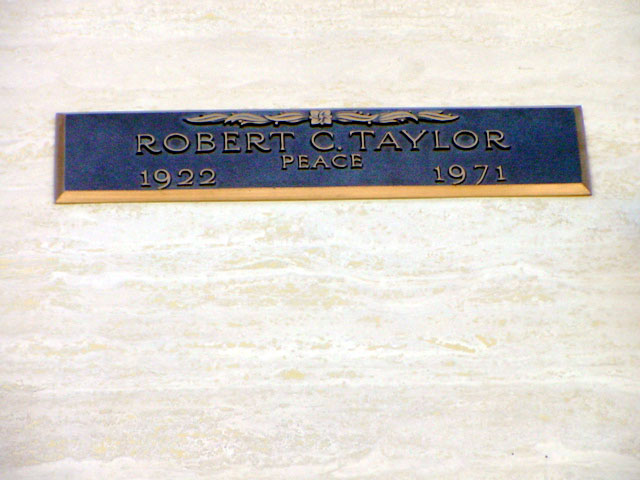 ROBERT C. TAYLOR
PEACE
1922 1971